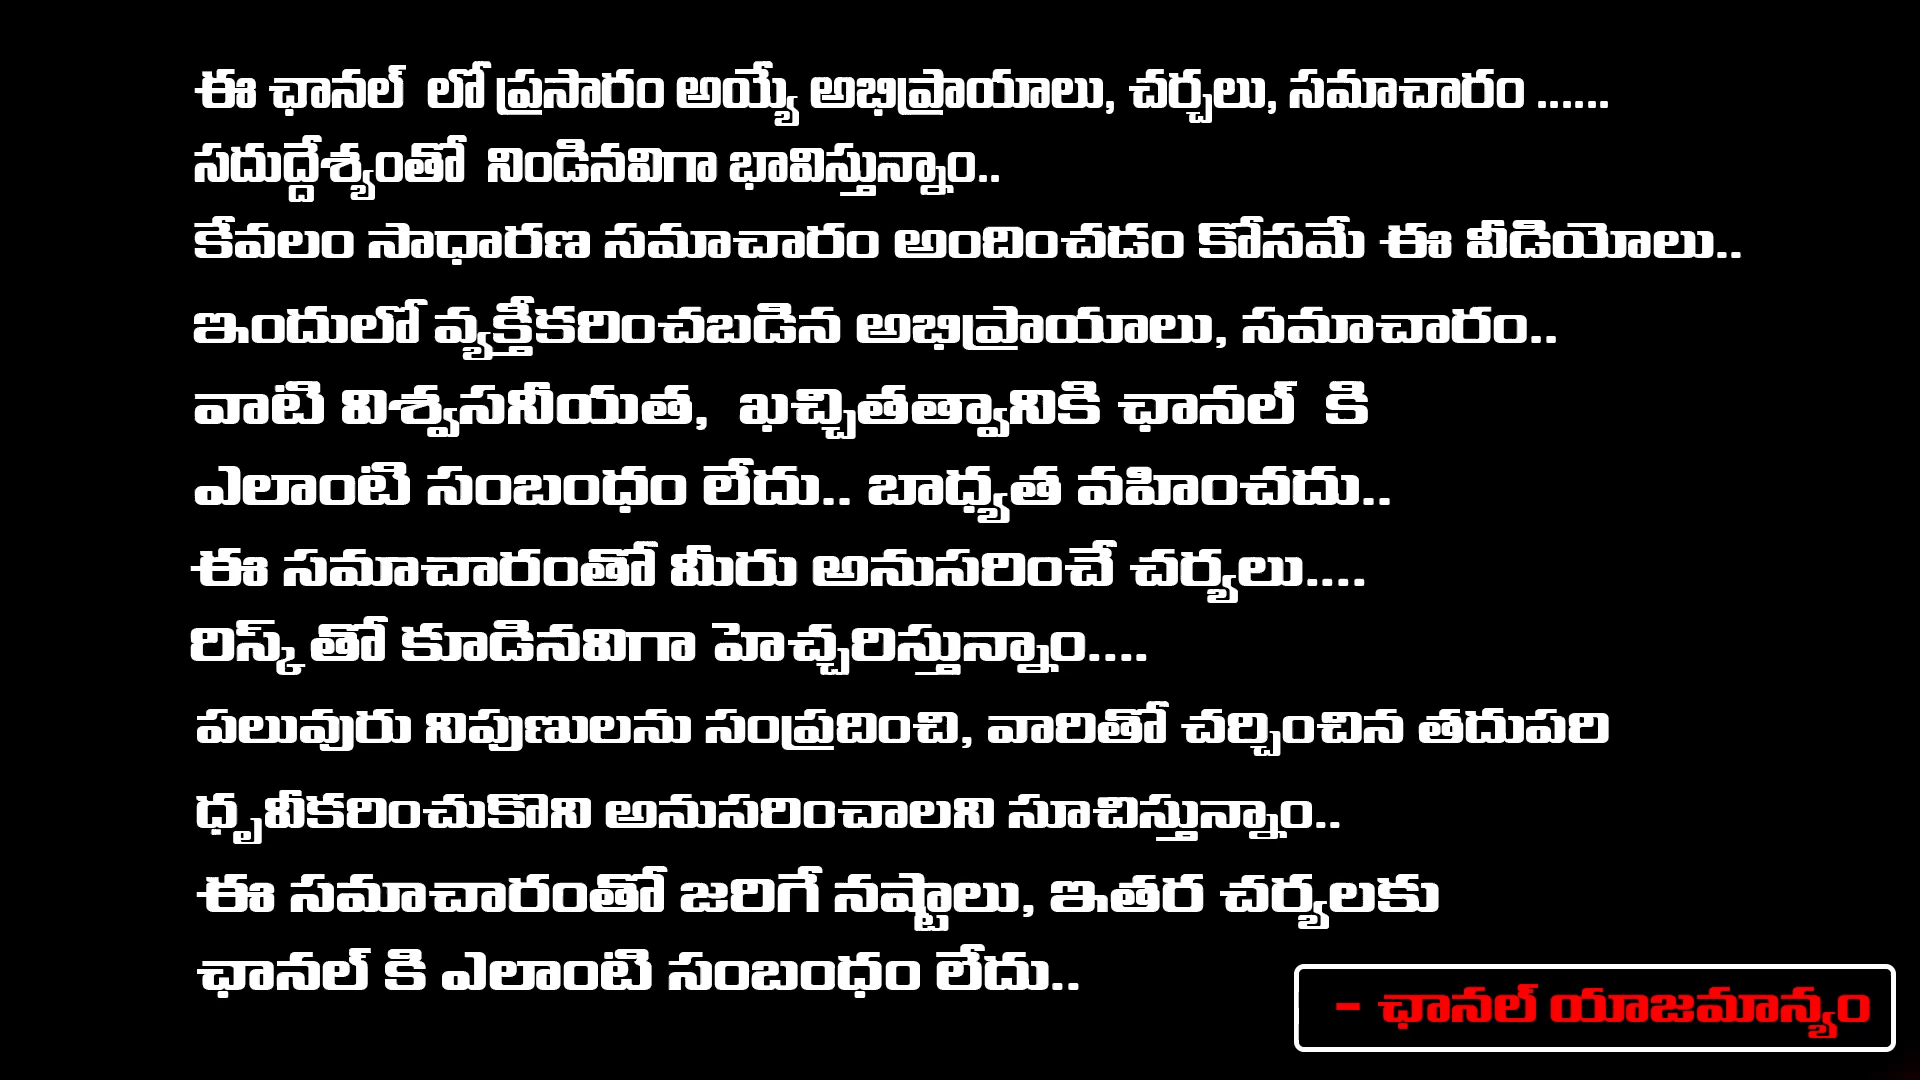 ఈ ఛానల్ లో ప్రసారం అయ్యే అభిప్రాయాలు, చర్చలు, సమాచారం ......
సదుద్దేశ్యంతో నిండినవిగా భావిస్తున్నాం..
కేవలం సాధారణ సమాచారం అందించడం కోసమే ఈ వీడియోలు..
ఇందులో వ్యక్తీకరించబడిన అభిప్రాయాలు, సమాచారం..
వాటి విశ్వసనీయత, ఖచ్చితత్వానికి ఛానల్ కి
ఎలాంటి సంబంధం లేదు.. బాధ్యత వహించదు..
ఈ సమాచారంతో మీరు అనుసరించే చర్యలు....
రిస్క్ తో కూడినవిగా హెచ్చరిస్తున్నాం....
పలువురు నిపుణులను సంప్రదించి, వారితో చర్చించిన తదుపరి
ధృవీకరించుకొని అనుసరించాలని సూచిస్తున్నాం..
ఈ సమాచారంతో జరిగే నష్టాలు, ఇతర చర్యలకు
ఛానల్ కి ఎలాంటి సంబంధం లేదు..
- ఛానల్ యాజమాన్యం